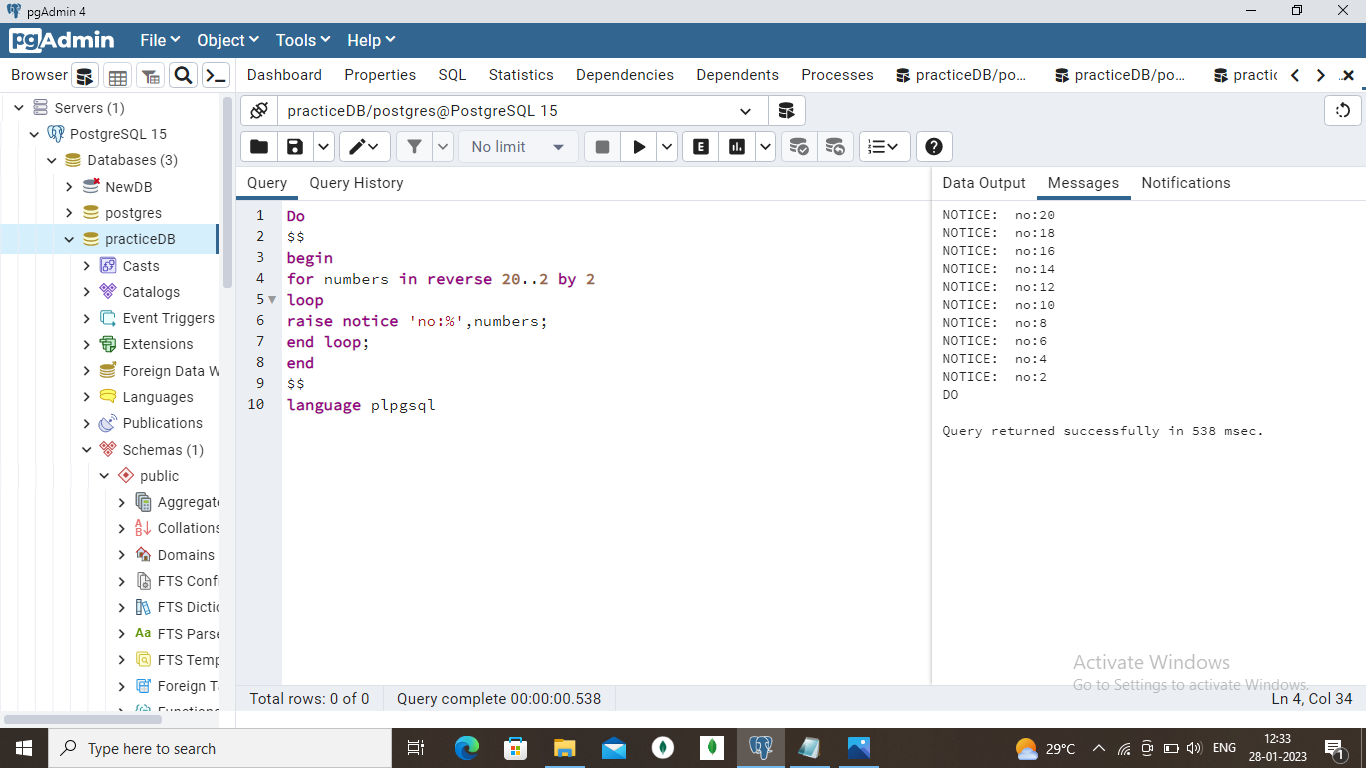 pgAdmin 4
pgAdmin File Object Tools Help
Browser Dashboard Properties SQL Statistics Dependencies Dependents Processes practiceDB/po... practiceDB/po... practic
Servers (1)
PostgreSQL 15
Databases (3)
NewDB
postgres
practiceDB
Casts
Catalogs
Event Triggers
Extensions
Foreign Data W
Languages
Publications
Schemas (1)
public
Aggregate
Collations
Domains
FTS Confi
FTS Dictio
Aa FTS Parse
FTS Temp
Foreign Ta
practiceDB/postgres@PostgreSQL 15
No limit E
Query Query History
1 Do
2 $$
3 begin
4 for numbers in reverse 20..2 by 2
5 loop
6 raise notice 'no:%',numbers;
7 end loop;
8 end
9 $$
10 language plpgsql
Data Output Messages Notifications
NOTICE: no:20
NOTICE: no:18
NOTICE: no:16
NOTICE: no:14
NOTICE: no:12
NOTICE: no:10
NOTICE: no:8
NOTICE: no:6
NOTICE: no:4
NOTICE: no:2
DO
Query returned successfully in 538 msec.
Activate Windows
Go to Settings to activate Windows.
Total rows: 0 of 0 Query complete 00:00:00.538 Ln 4, Col 34
Type here to search 29°C ENG 12:33
28-01-2023 1